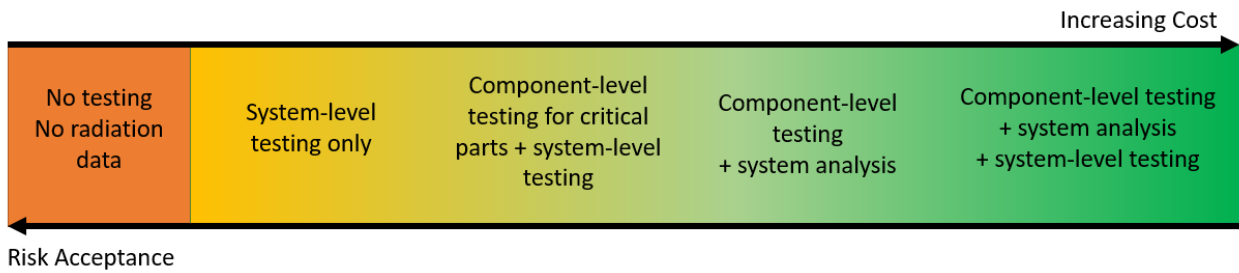 Increasing Cost
No testing
No radiation
data
System-level
testing only
Component-level
testing for critical
parts + system-level
testing
Component-level
testing
+ system analysis
Component-level testing
+ system analysis
+ system-level testing
Risk Acceptance